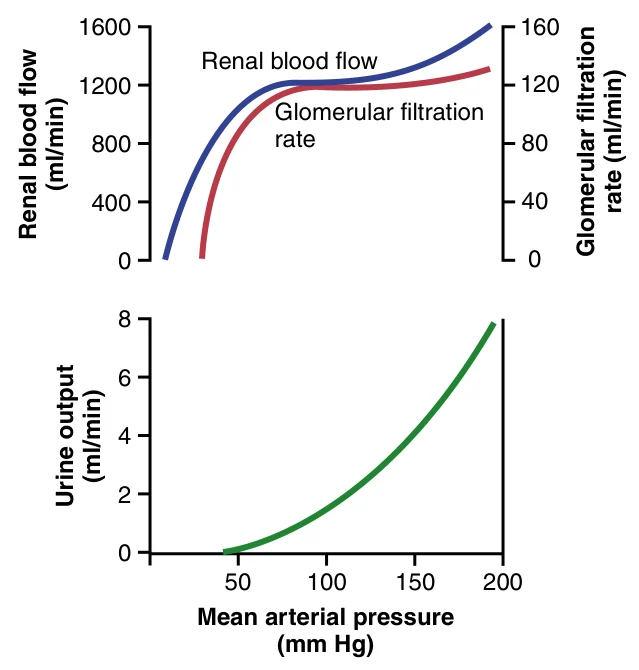 1600
1200
800
400
0
Renal blood flow
(ml/min)
Renal blood flow
Glomerular filtration
rate
160
120
80
40
0
Glomerular filtration
rate (ml/min)
8
6
4
2
0
Urine output
(ml/min)
50 100 150 200
Mean arterial pressure
(mm Hg)